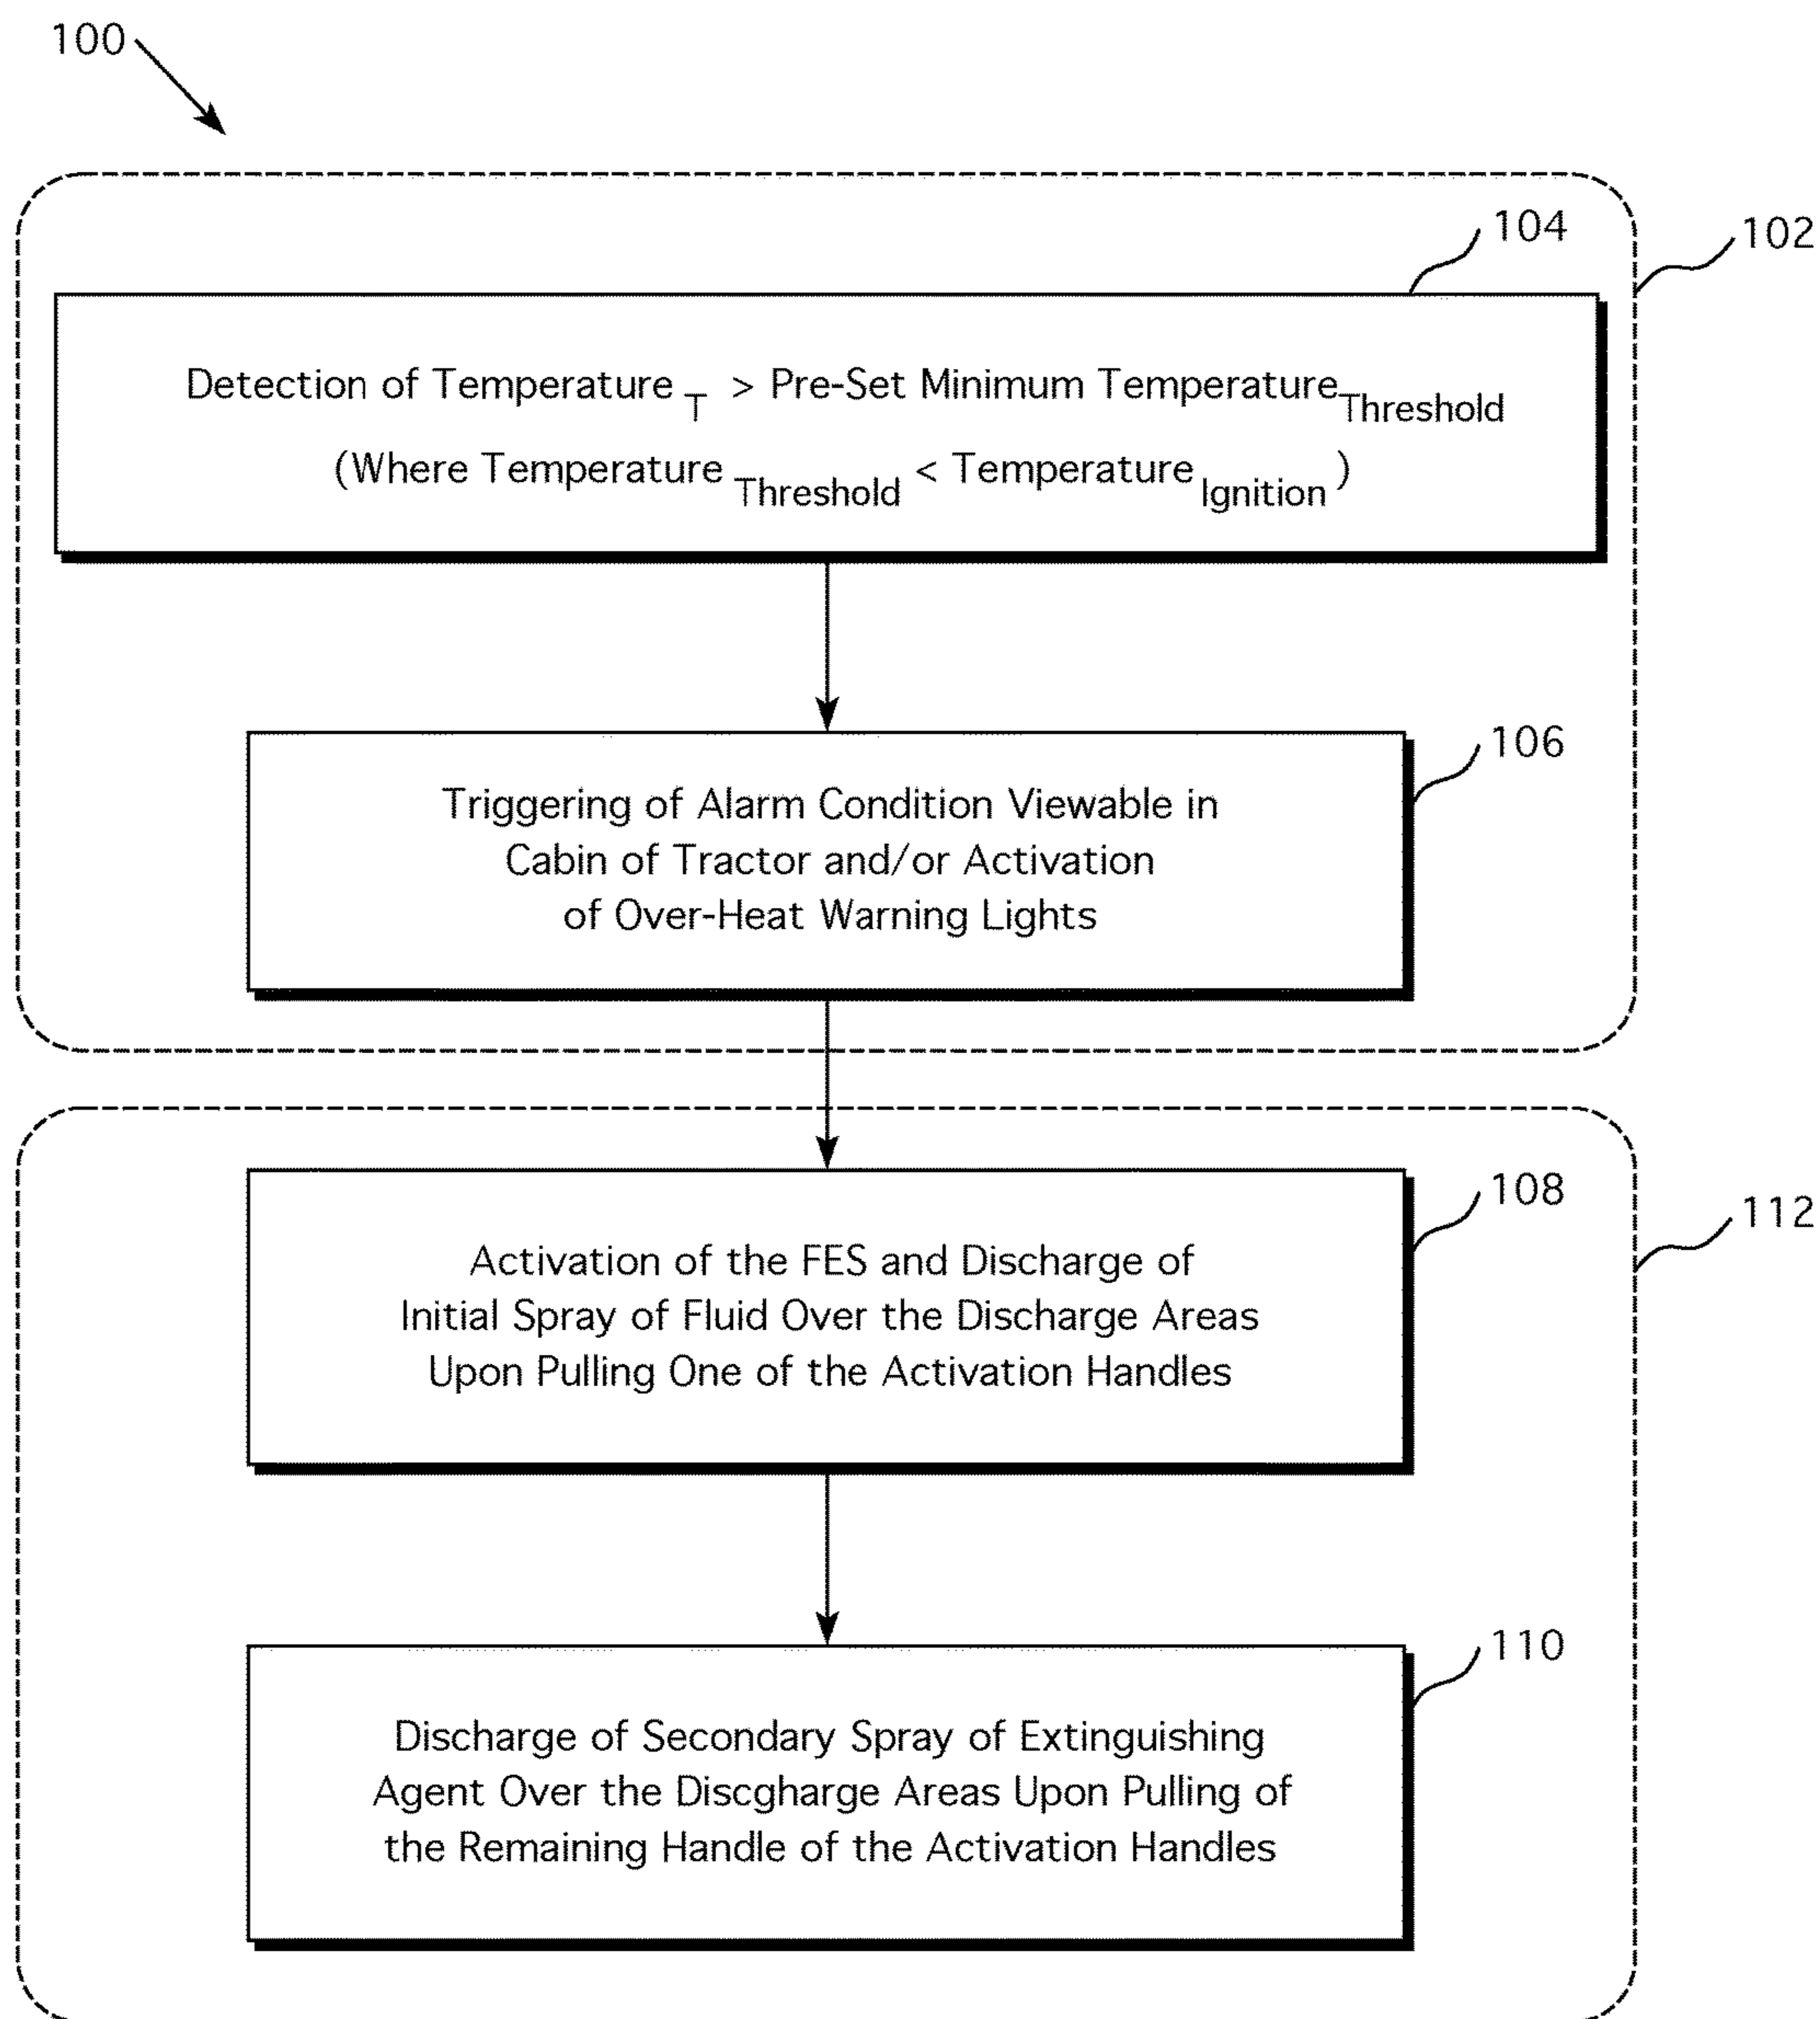 100
102
104
Detection of Temperature T > Pre-Set Minimum Temperature Threshold
(Where Temperature Threshold < Temperature Ignition )
106
Triggering of Alarm Condition Viewable in
Cabin of Tractor and/or Activation
of Over-Heat Warning Lights
108
112
Activation of the FES and Discharge of
Initial Spray of Fluid Over the Discharge Areas
Upon Pulling One of the Activation Handles
110
Discharge of Secondary Spray of Extinguishing
Agent Over the Discgharge Areas Upon Pulling of
the Remaining Handle of the Activation Handles